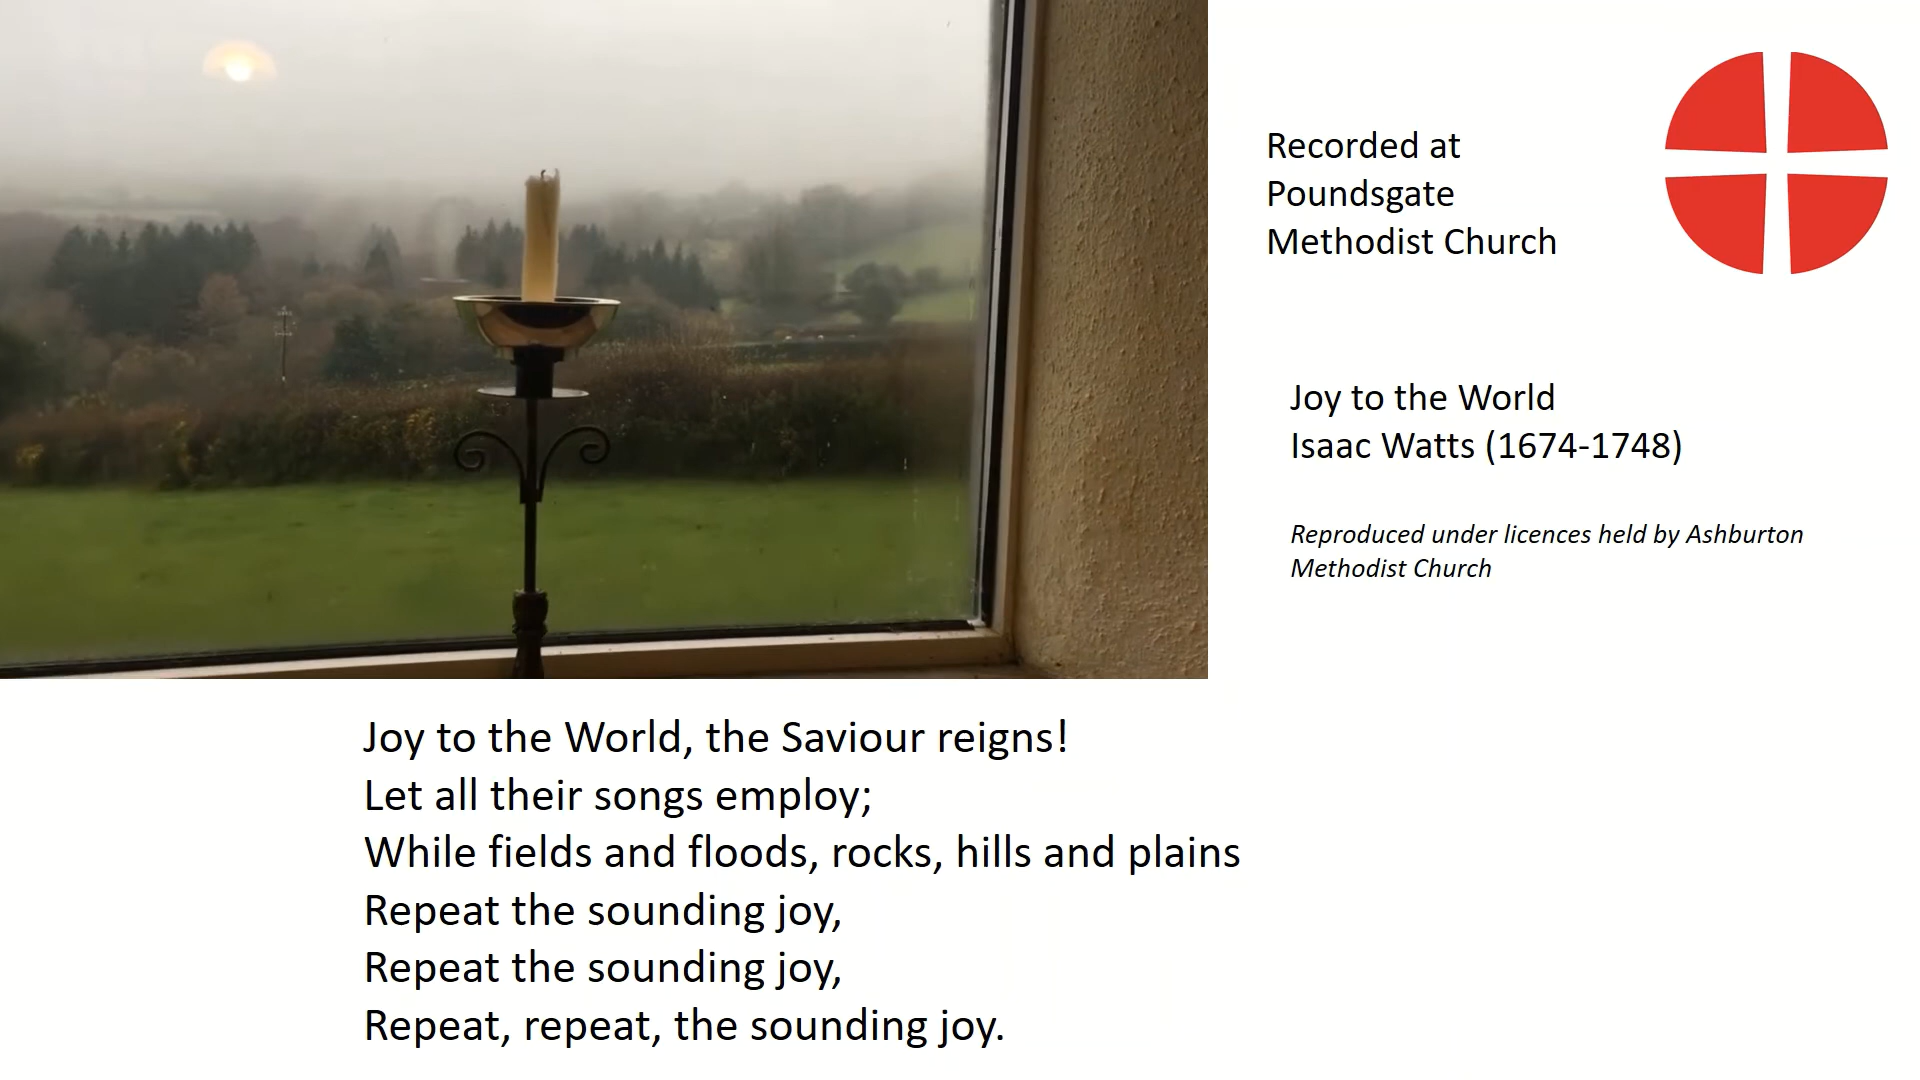 Recorded at
Poundsgate
Methodist Church
Joy to the World
Isaac Watts (1674-1748)
Reproduced under licences held by Ashburton
Methodist Church
Joy to the World, the Saviour reigns!
Let all their songs employ;
While fields and floods, rocks, hills and plains
Repeat the sounding joy,
Repeat the sounding joy,
Repeat, repeat, the sounding joy.